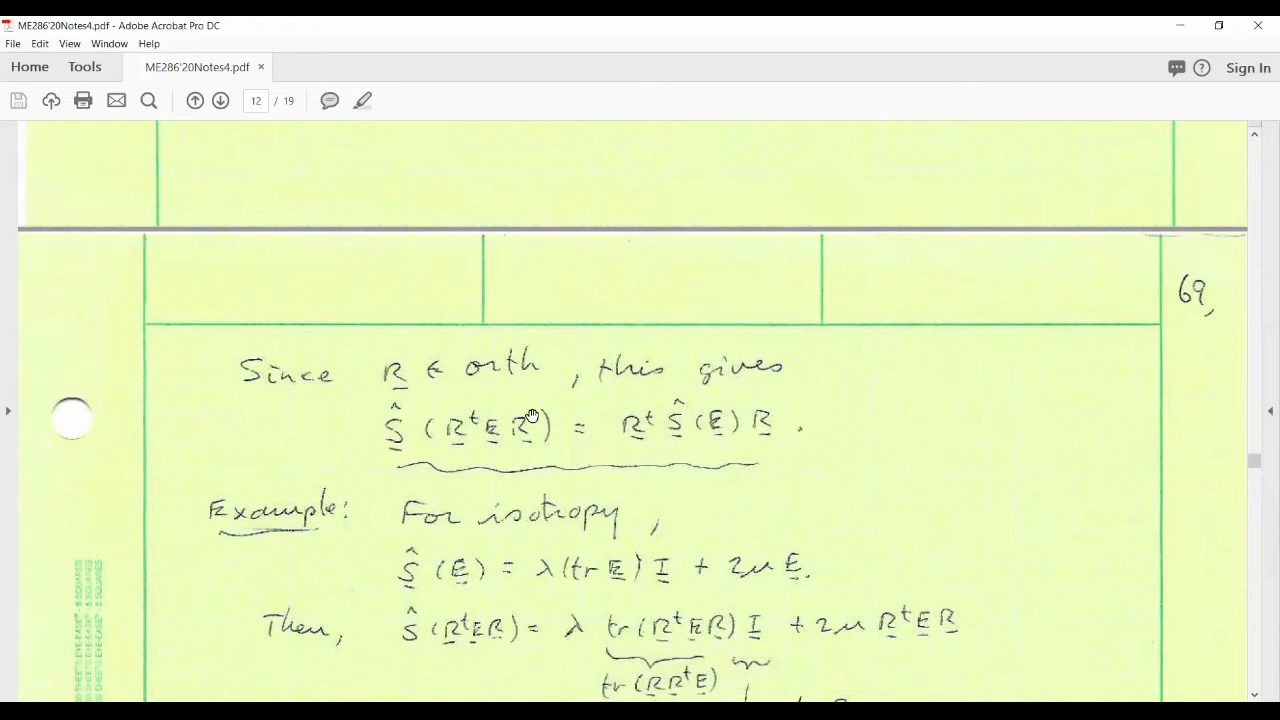 ME286'20Notes4.pdf - Adobe Acrobat Pro DC
File Edit View Window Help
Home Tools ME286'20Notes4.pdf × Sign In
12 / 19
69,
Since R ∈ orth, this gives
Ŝ (RᵗER) = Rᵗ Ŝ (E) R .
Example: For isotropy,
Ŝ (E) = λ(tr E) I + 2μ E.
Then, Ŝ (RᵗER) = λ tr (RᵗER) I + 2μ RᵗER
tr (RRᵗE)